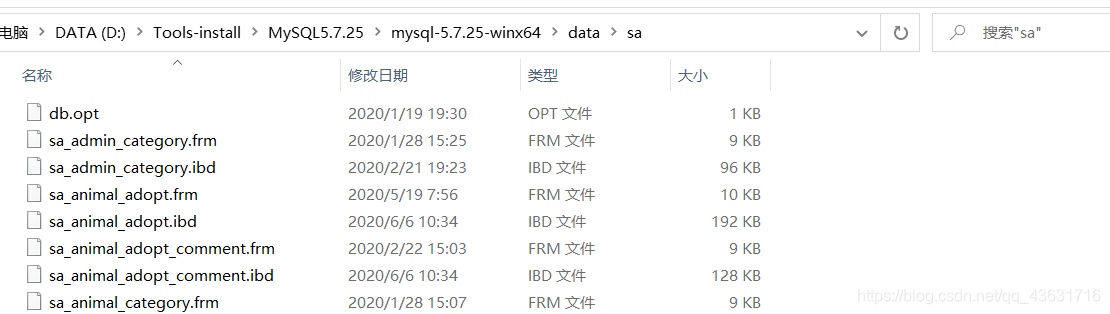 电脑 > DATA (D:) > Tools-install > MySQL5.7.25 > mysql-5.7.25-winx64 > data > sa 搜索"sa"
名称 修改日期 类型 大小
db.opt 2020/1/19 19:30 OPT 文件 1 KB
sa_admin_category.frm 2020/1/28 15:25 FRM 文件 9 KB
sa_admin_category.ibd 2020/2/21 19:23 IBD 文件 96 KB
sa_animal_adopt.frm 2020/5/19 7:56 FRM 文件 10 KB
sa_animal_adopt.ibd 2020/6/6 10:34 IBD 文件 192 KB
sa_animal_adopt_comment.frm 2020/2/22 15:03 FRM 文件 9 KB
sa_animal_adopt_comment.ibd 2020/6/6 10:34 IBD 文件 128 KB
sa_animal_category.frm 2020/1/28 15:07 FRM 文件 9 KB
https://blog.csdn.net/qq_43631716